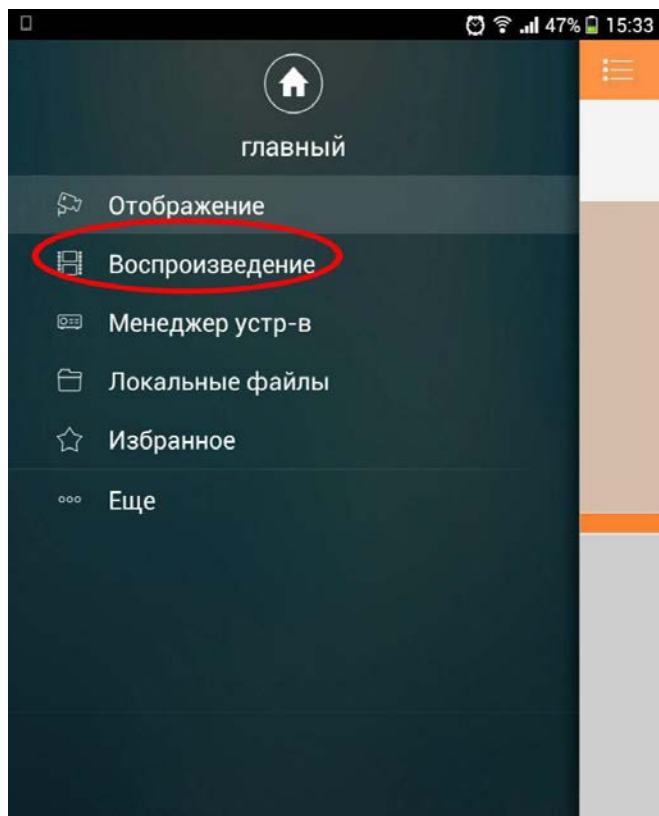 47% 15:33
главный
Отображение
Воспроизведение
Менеджер устр-в
Локальные файлы
Избранное
Еще